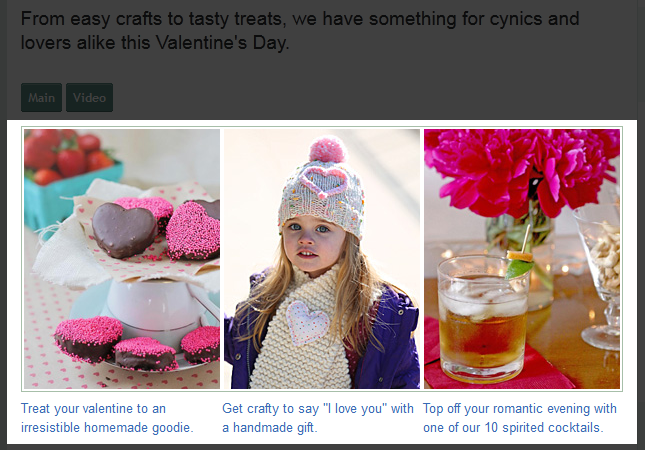 From easy crafts to tasty treats, we have something for cynics and
lovers alike this Valentine's Day.
Main Video
Treat your valentine to an
irresistible homemade goodie.
Get crafty to say "I love you" with
a handmade gift.
Top off your romantic evening with
one of our 10 spirited cocktails.